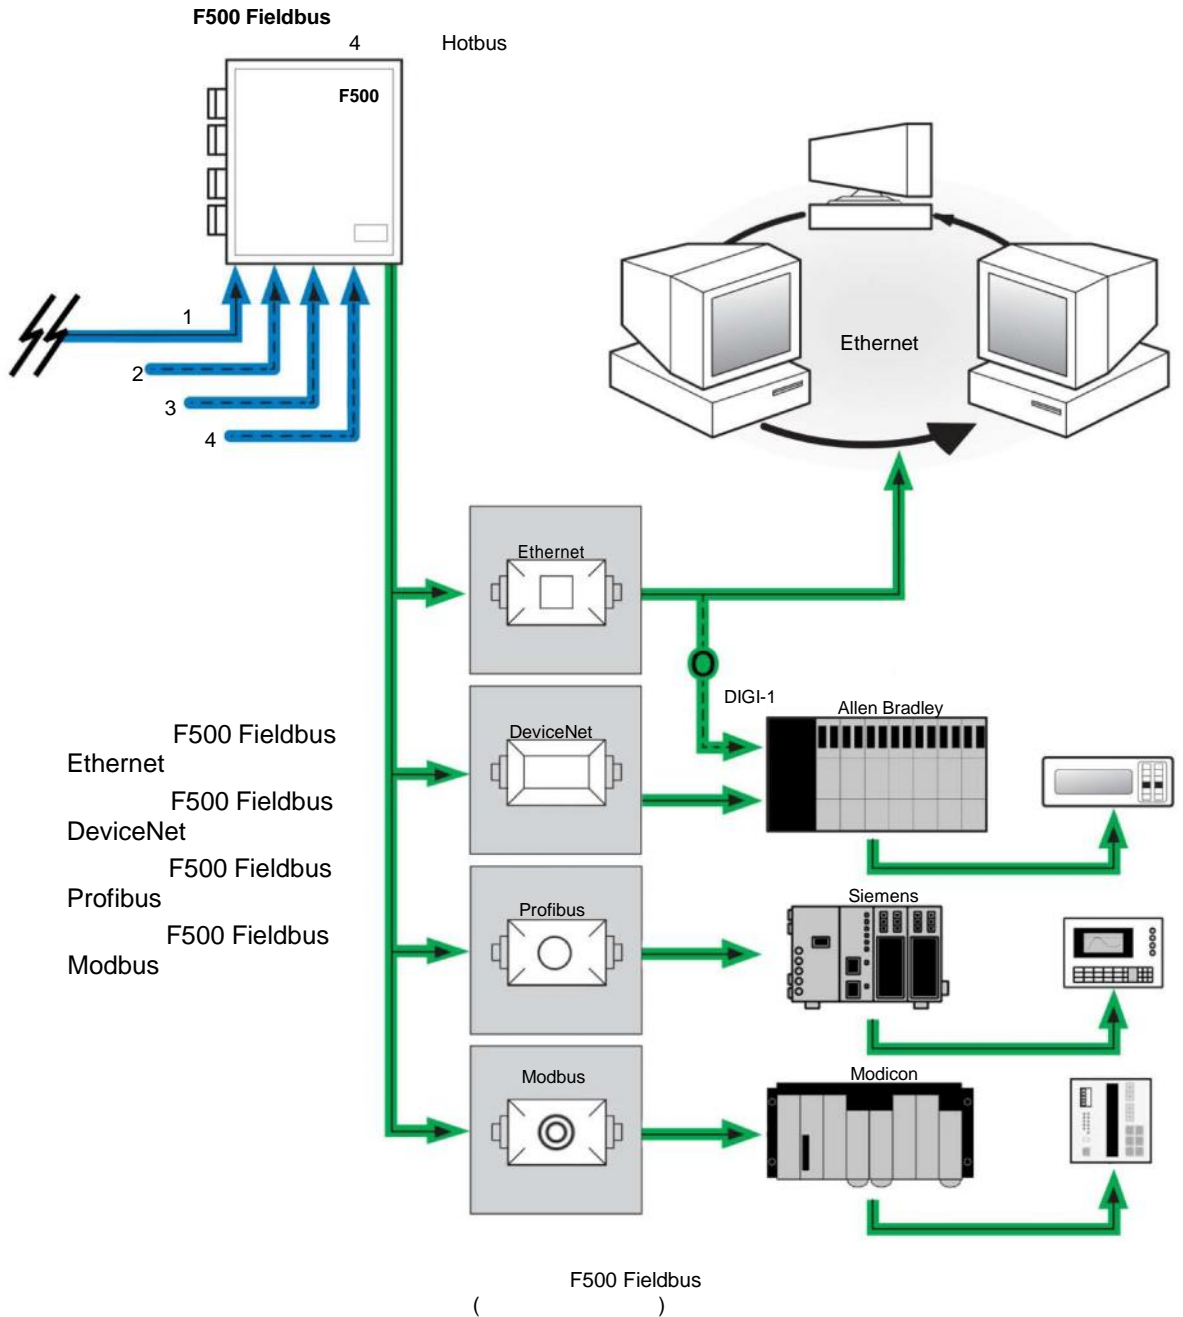 F500 Fieldbus
4 Hotbus
F500
1
2
3
4
Ethernet
Ethernet
DIGI-1
Allen Bradley
DeviceNet
F500 Fieldbus
Ethernet
F500 Fieldbus
DeviceNet
F500 Fieldbus
Profibus
F500 Fieldbus
Modbus
Profibus
Siemens
Modbus
Modicon
F500 Fieldbus
( )